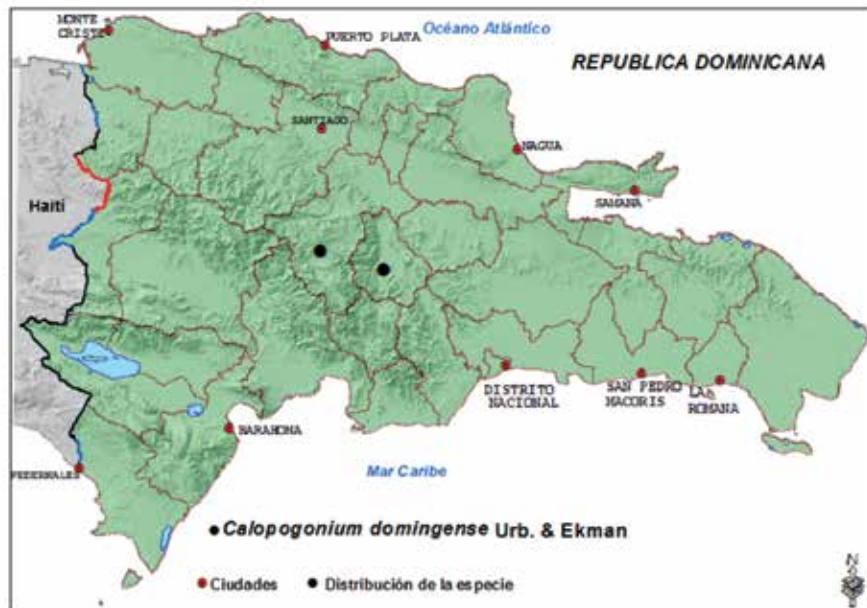 MONTE
CRISTI
PUERTO PLATA
Océano Atlántico
REPUBLICA DOMINICANA
SANTIAGO
NAGUA
SAMANA
Haití
DISTRITO
NACIONAL
SAN PEDRO
MACORIS
LA
ROMANA
BARAHONA
PEDERNALES
Mar Caribe
Calopogonium domingense Urb. & Ekman
Ciudades
Distribución de la especie
N